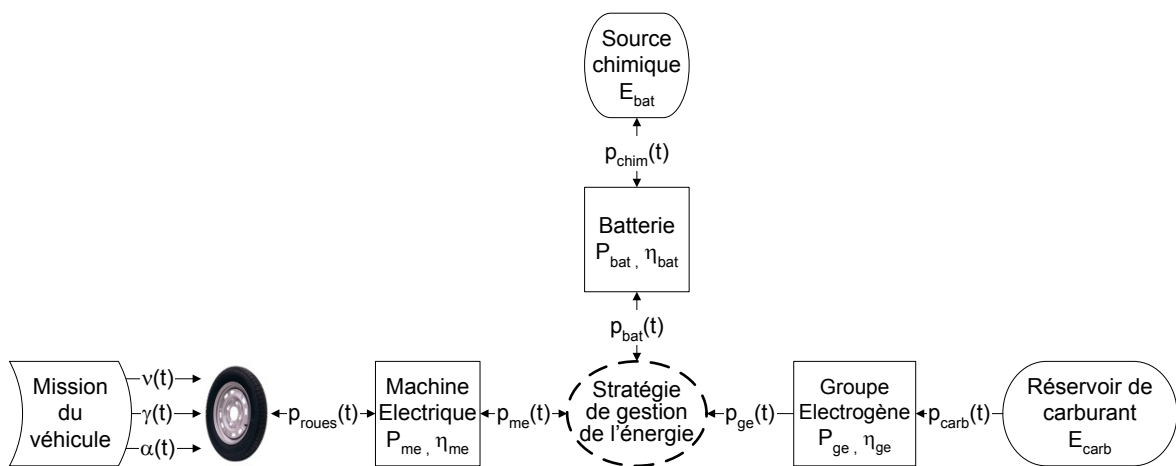 Source
chimique
E_bat
p_chim(t)
Batterie
P_bat , η_bat
p_bat(t)
Mission
du
véhicule
ν(t)
γ(t)
α(t)
p_roues(t)
Machine
Electrique
P_me , η_me
p_me(t)
Stratégie
de gestion
de l'énergie
p_ge(t)
Groupe
Electrogène
P_ge , η_ge
p_carb(t)
Réservoir de
carburant
E_carb